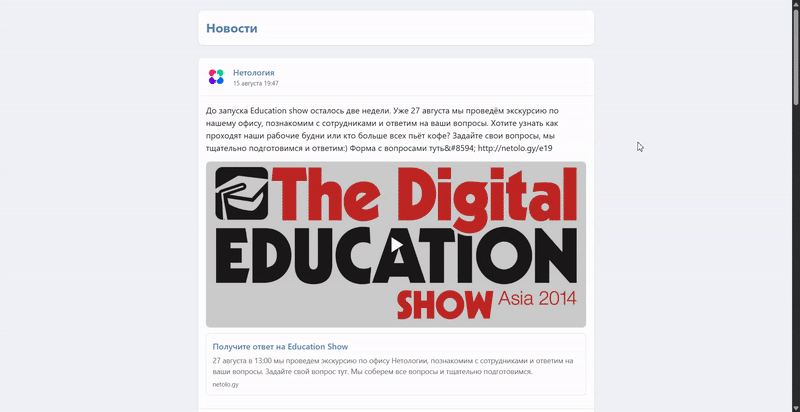 Новости
Нетология
15 августа 19:47
До запуска Education show осталось две недели. Уже 27 августа мы проведём экскурсию по
нашему офису, познакомим с сотрудниками и ответим на ваши вопросы. Хотите узнать как
проходят наши рабочие будни или кто больше всех пьёт кофе? Задайте свои вопросы, мы
тщательно подготовимся и ответим:) Форма с вопросами туть&#8594; http://netolo.gy/e19
The Digital
EDUCATION
SHOW Asia 2014
Получите ответ на Education Show
27 августа в 13:00 мы проведем экскурсию по офису Нетологии, познакомим с сотрудниками и ответим на
ваши вопросы. Задайте свой вопрос тут. Мы соберем все вопросы и тщательно подготовимся.
netolo.gy